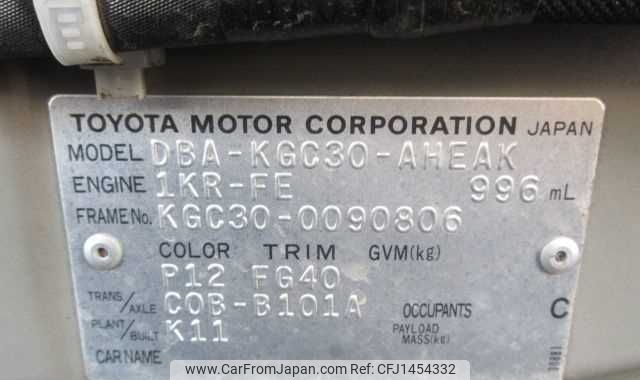 TOYOTA MOTOR CORPORATION JAPAN
MODEL DBA-KGC30-AHEAK
ENGINE 1KR-FE 996 mL
FRAME No. KGC30-0090806
COLOR TRIM GVM(kg)
P12 FG40
TRANS/AXLE COB-B101A OCCUPANTS C
PLANT/BUILT K11 PAYLOAD MASS(kg)
CAR NAME
www.carfromjapan.com CFJ1454332